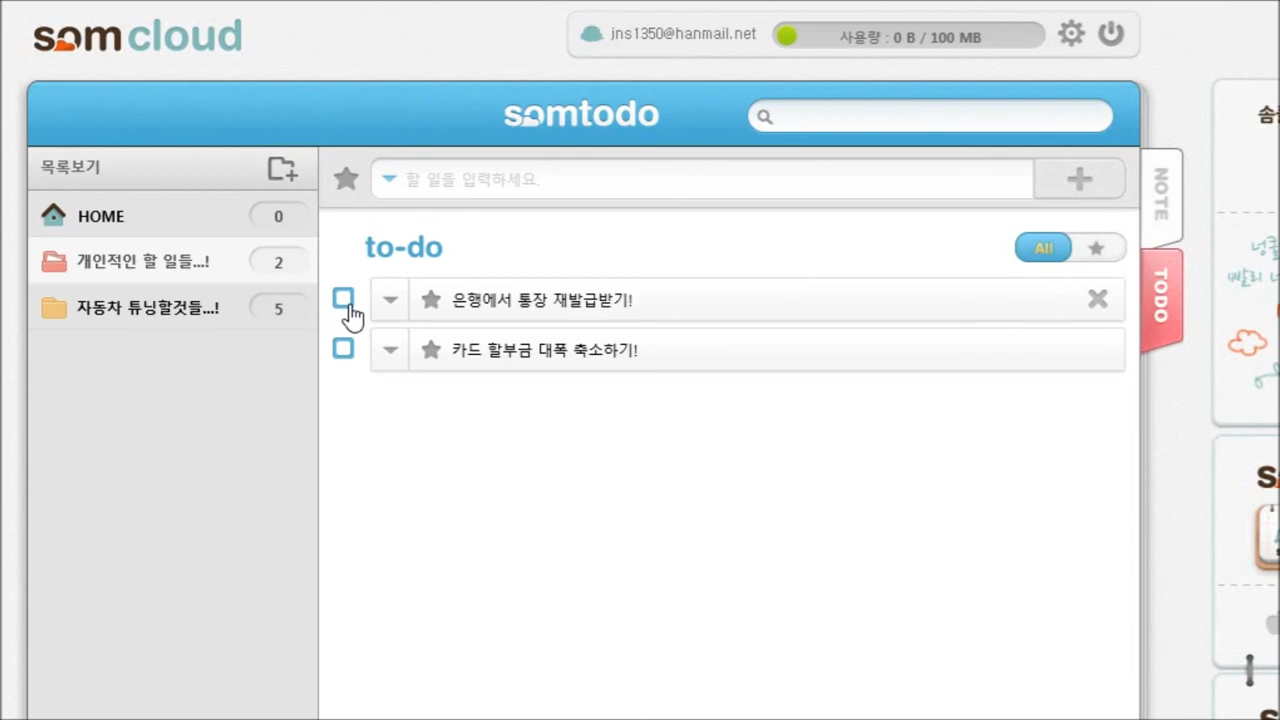 somcloud
jns1350@hanmail.net
사용량 : 0 B / 100 MB
somtodo
목록보기
할 일을 입력하세요.
HOME 0
개인적인 할 일들...! 2
자동차 튜닝할것들...! 5
to-do
All
은행에서 통장 재발급받기!
카드 할부금 대폭 축소하기!
NOTE
TODO